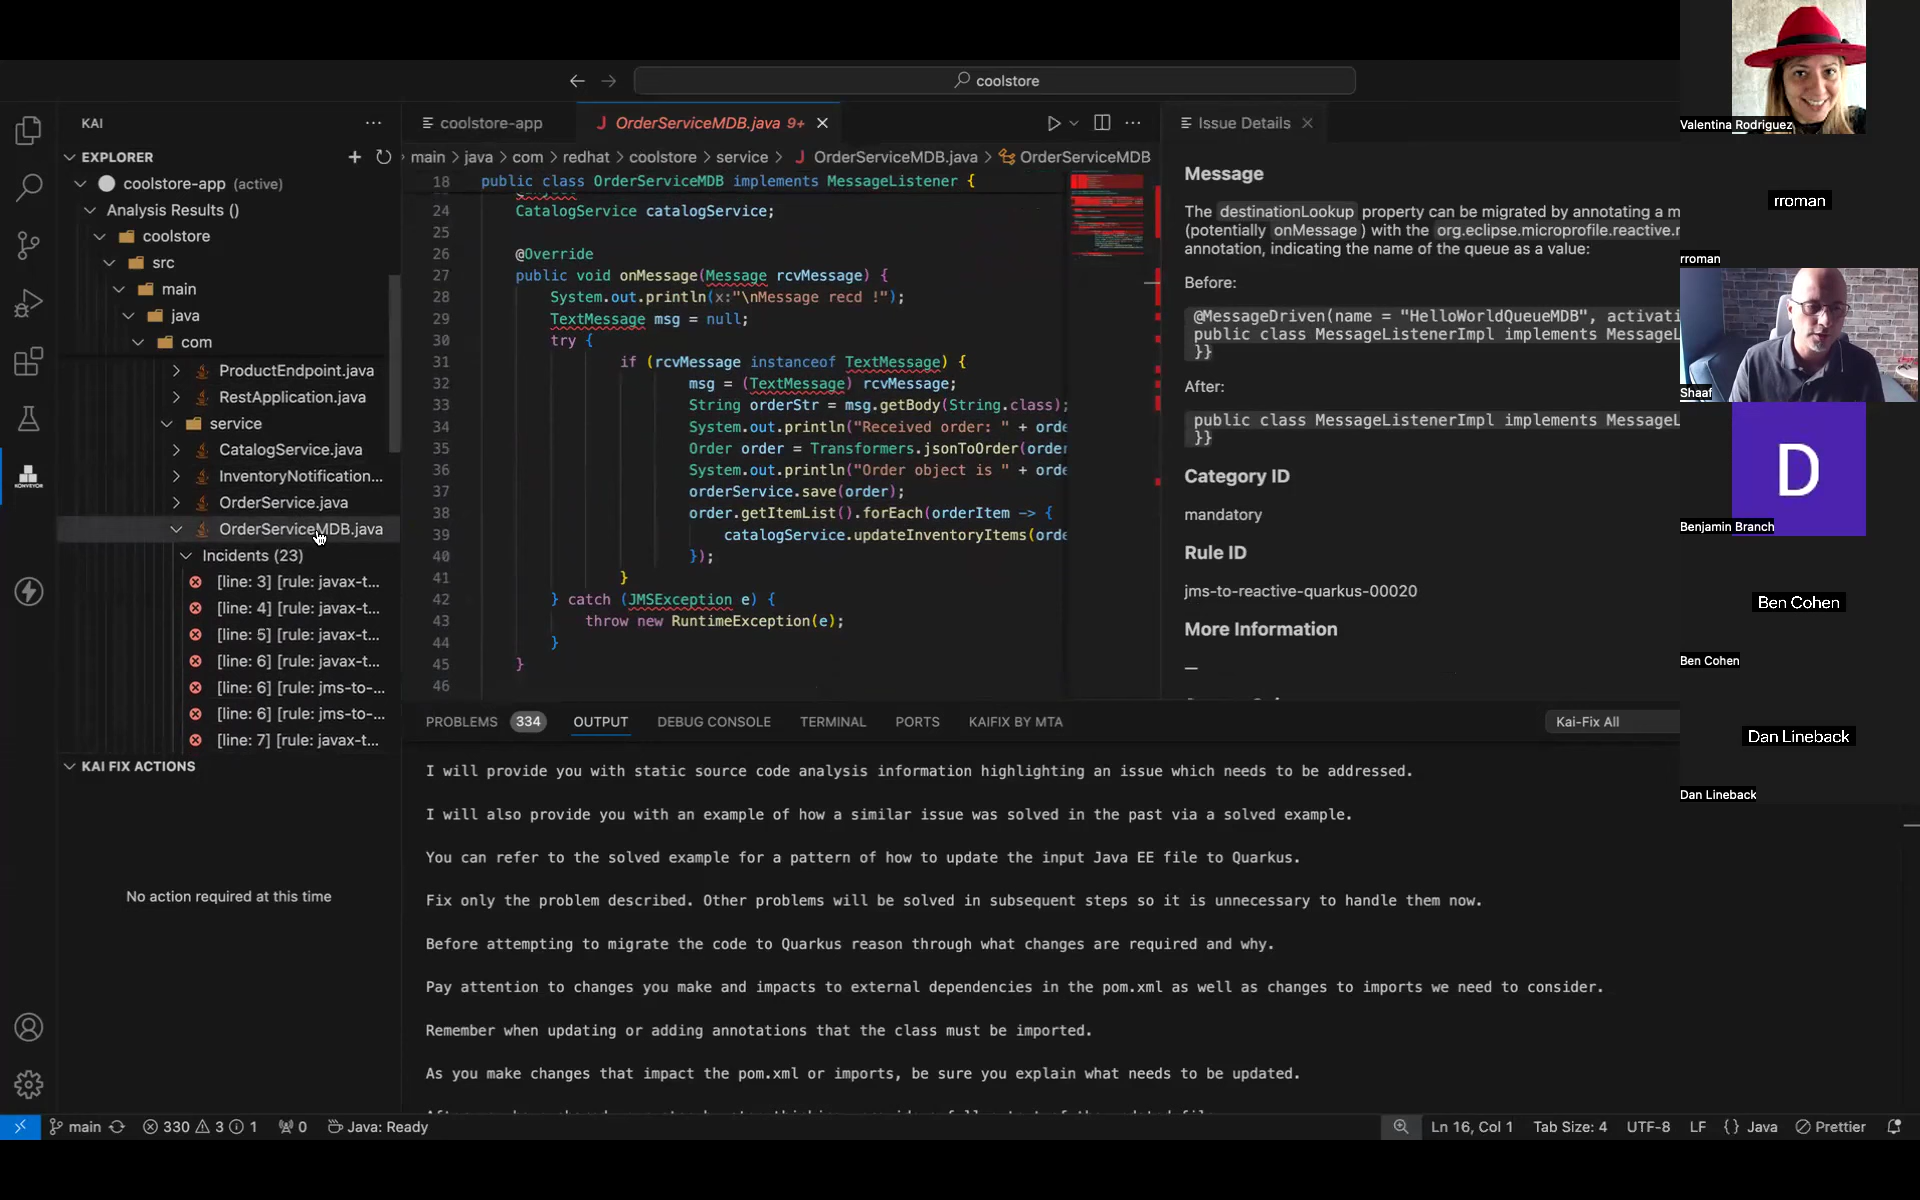 coolstore
KAI
EXPLORER
coolstore-app (active)
Analysis Results ()
coolstore
src
main
java
com
ProductEndpoint.java
RestApplication.java
service
CatalogService.java
InventoryNotification...
OrderService.java
OrderServiceMDB.java
Incidents (23)
[line: 3] [rule: javax-t...
[line: 4] [rule: javax-t...
[line: 5] [rule: javax-t...
[line: 6] [rule: javax-t...
[line: 6] [rule: jms-to-...
[line: 6] [rule: jms-to-...
[line: 7] [rule: javax-t...
KAI FIX ACTIONS
No action required at this time
coolstore-app
OrderServiceMDB.java 9+
main > java > com > redhat > coolstore > service > OrderServiceMDB.java > OrderServiceMDB
18 public class OrderServiceMDB implements MessageListener {
24 CatalogService catalogService;
25
26 @Override
27 public void onMessage(Message rcvMessage) {
28 System.out.println(x:"\nMessage recd !");
29 TextMessage msg = null;
30 try {
31 if (rcvMessage instanceof TextMessage) {
32 msg = (TextMessage) rcvMessage;
33 String orderStr = msg.getBody(String.class);
34 System.out.println("Received order: " + orde
35 Order order = Transformers.jsonToOrder(orde
36 System.out.println("Order object is " + orde
37 orderService.save(order);
38 order.getItemList().forEach(orderItem -> {
39 catalogService.updateInventoryItems(orde
40 });
41 }
42 } catch (JMSException e) {
43 throw new RuntimeException(e);
44 }
45 }
46
Issue Details
Message
The destinationLookup property can be migrated by annotating a m
(potentially onMessage) with the org.eclipse.microprofile.reactive.r
annotation, indicating the name of the queue as a value:
Before:
@MessageDriven(name = "HelloWorldQueueMDB", activati
public class MessageListenerImpl implements MessageL
}}
After:
public class MessageListenerImpl implements MessageL
}}
Category ID
mandatory
Rule ID
jms-to-reactive-quarkus-00020
More Information
—
PROBLEMS 334 OUTPUT DEBUG CONSOLE TERMINAL PORTS KAIFIX BY MTA
Kai-Fix All
I will provide you with static source code analysis information highlighting an issue which needs to be addressed.
I will also provide you with an example of how a similar issue was solved in the past via a solved example.
You can refer to the solved example for a pattern of how to update the input Java EE file to Quarkus.
Fix only the problem described. Other problems will be solved in subsequent steps so it is unnecessary to handle them now.
Before attempting to migrate the code to Quarkus reason through what changes are required and why.
Pay attention to changes you make and impacts to external dependencies in the pom.xml as well as changes to imports we need to consider.
Remember when updating or adding annotations that the class must be imported.
As you make changes that impact the pom.xml or imports, be sure you explain what needs to be updated.
main 330 3 1 0 Java: Ready
Ln 16, Col 1 Tab Size: 4 UTF-8 LF {} Java Prettier
KONVEYOR
Valentina Rodriguez
rroman
rroman
Shaaf
D
Benjamin Branch
Ben Cohen
Ben Cohen
Dan Lineback
Dan Lineback